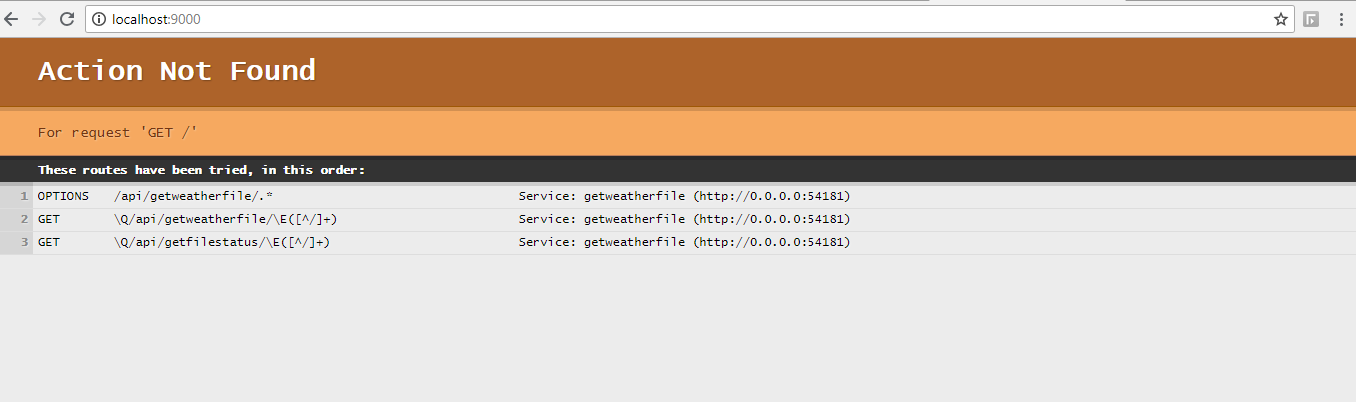 localhost:9000
Action Not Found
For request 'GET /'
These routes have been tried, in this order:
1 OPTIONS /api/getweatherfile/.* Service: getweatherfile (http://0.0.0.0:54181)
2 GET \Q/api/getweatherfile/\E([^/]+) Service: getweatherfile (http://0.0.0.0:54181)
3 GET \Q/api/getfilestatus/\E([^/]+) Service: getweatherfile (http://0.0.0.0:54181)